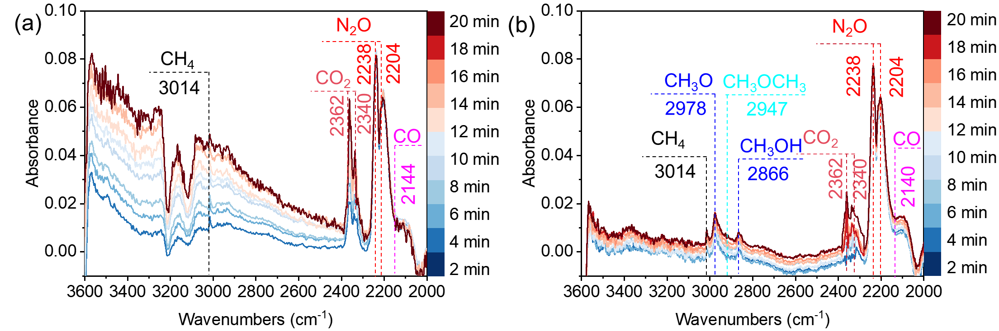 (a)
0.10
0.08
0.06
0.04
0.02
0.00
Absorbance
CH₄
3014
CO₂
2362
2340
N₂O
2238
2204
CO
2144
3600 3400 3200 3000 2800 2600 2400 2200 2000
Wavenumbers (cm⁻¹)
20 min
18 min
16 min
14 min
12 min
10 min
8 min
6 min
4 min
2 min
(b)
0.10
0.08
0.06
0.04
0.02
0.00
Absorbance
CH₄
3014
CH₃O
2978
CH₃OCH₃
2947
CH₃OH
2866
CO₂
2362
2340
N₂O
2238
2204
CO
2140
3600 3400 3200 3000 2800 2600 2400 2200 2000
Wavenumbers (cm⁻¹)
20 min
18 min
16 min
14 min
12 min
10 min
8 min
6 min
4 min
2 min